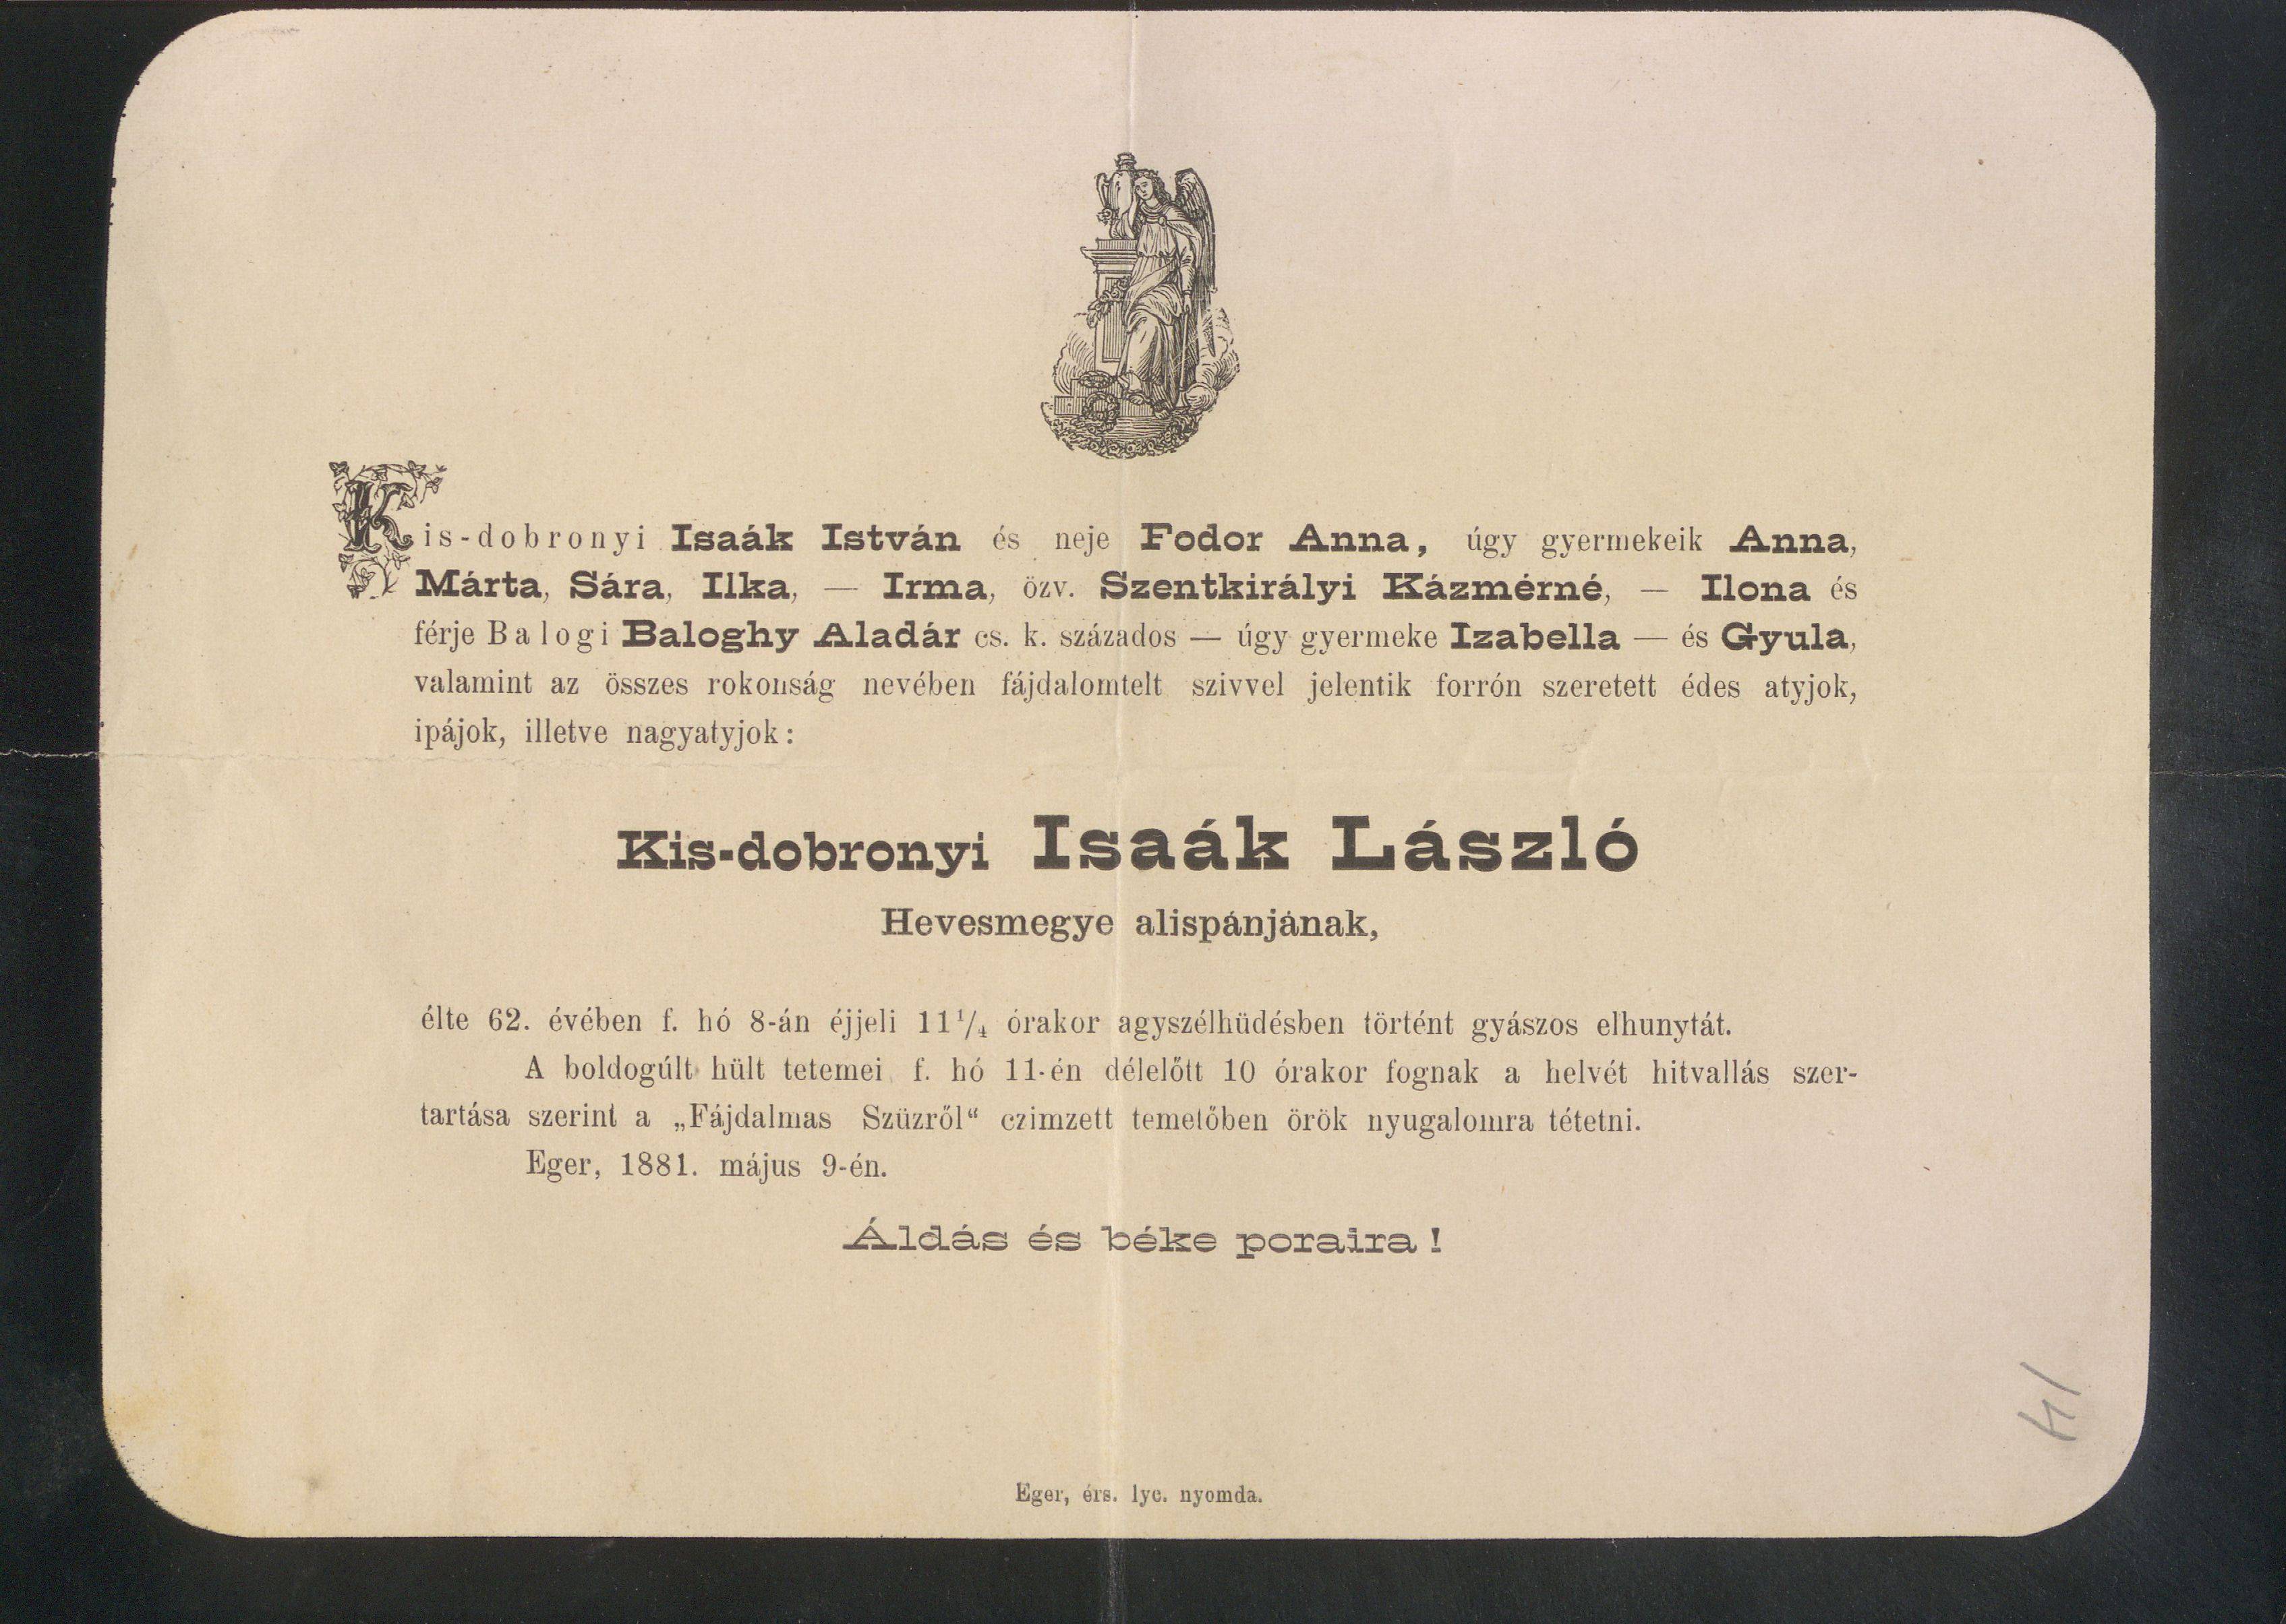 Kis-dobronyi Isaák István és neje Fodor Anna, úgy gyermekeik Anna,
Márta, Sára, Ilka, — Irma, özv. Szentkirályi Kázmérné, — Ilona és
férje Balogi Baloghy Aladár cs. k. százados — úgy gyermeke Izabella — és Gyula,
valamint az összes rokonság nevében fájdalomtelt szivvel jelentik forrón szeretett édes atyjok,
ipájok, illetve nagyatyjok:
Kis-dobronyi Isaák László
Hevesmegye alispánjának,
élte 62. évében f. hó 8-án éjjeli 11 1/4 órakor agyszélhüdésben történt gyászos elhunytát.
A boldogúlt hült tetemei f. hó 11-én délelőtt 10 órakor fognak a helvét hitvallás szer-
tartása szerint a „Fájdalmas Szüzről“ czimzett temetőben örök nyugalomra tétetni.
Eger, 1881. május 9-én.
Áldás és béke poraira!
14
Eger, érs. lyc. nyomda.